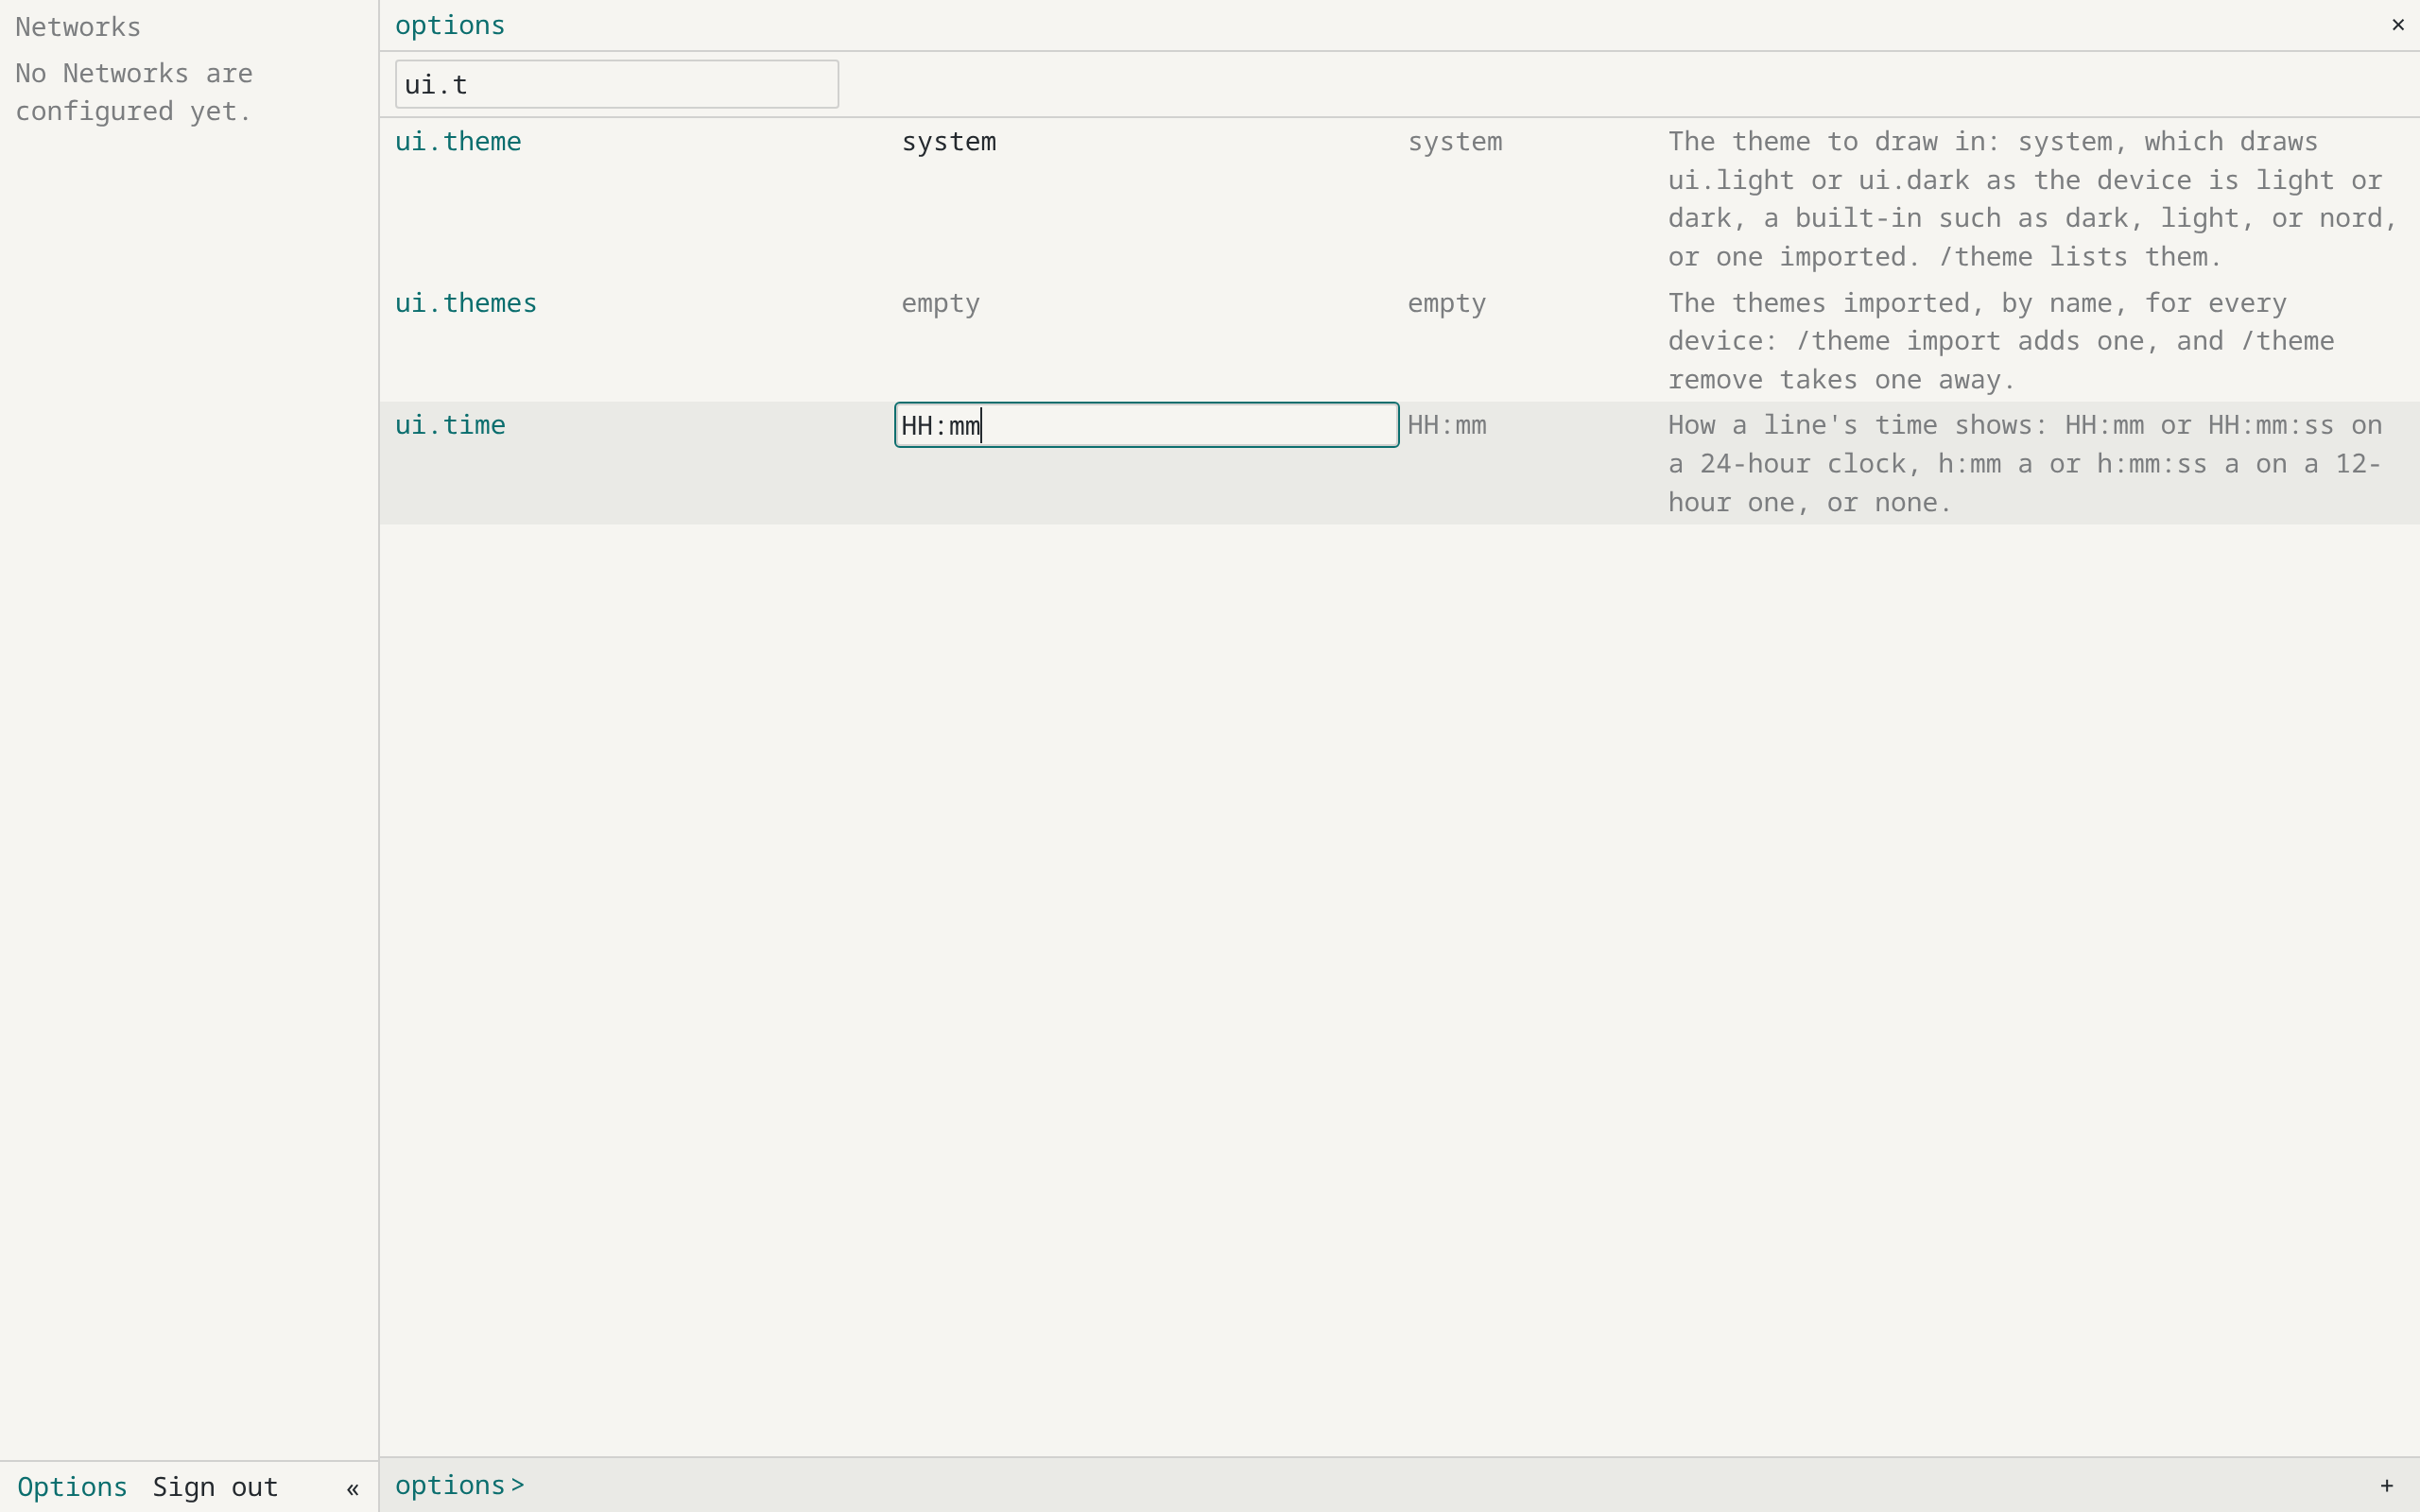 Networks
No Networks are
configured yet.
options
×
ui.t
ui.theme
system
system
The theme to draw in: system, which draws
ui.light or ui.dark as the device is light or
dark, a built-in such as dark, light, or nord,
or one imported. /theme lists them.
ui.themes
empty
empty
The themes imported, by name, for every
device: /theme import adds one, and /theme
remove takes one away.
ui.time
HH:mm
HH:mm
How a line's time shows: HH:mm or HH:mm:ss on
a 24-hour clock, h:mm a or h:mm:ss a on a 12-
hour one, or none.
Options Sign out «
options> +